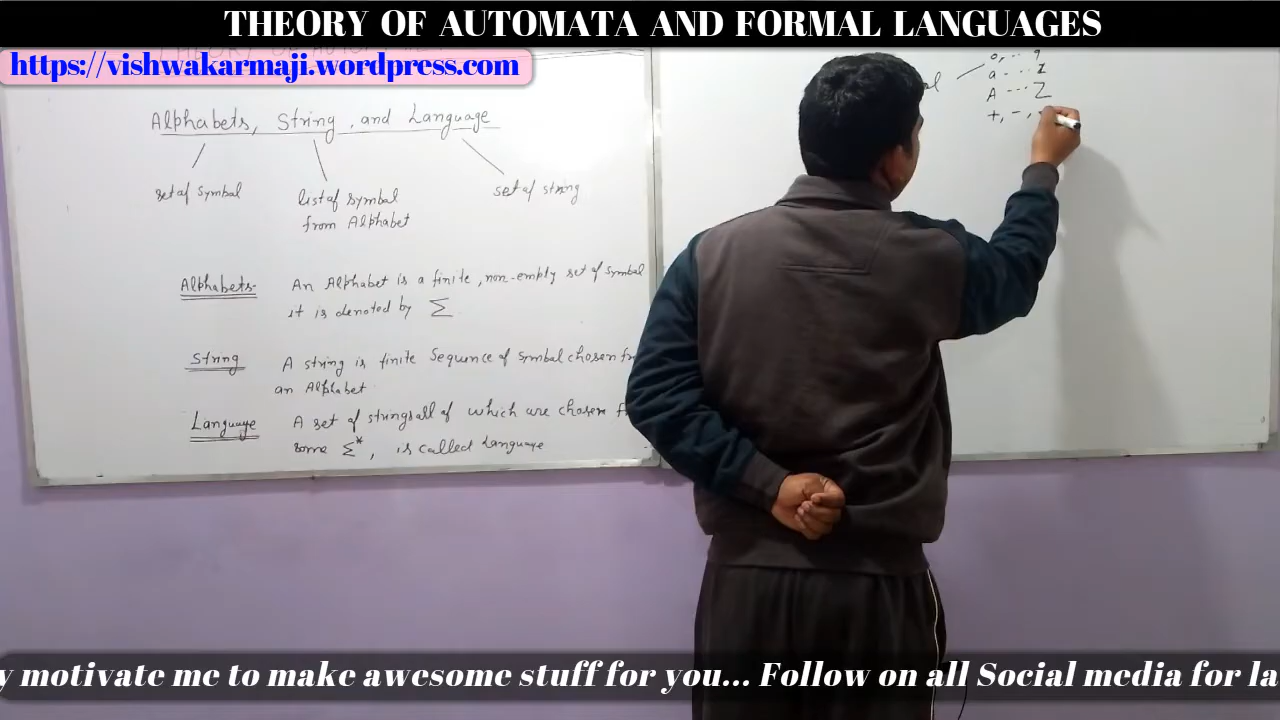 THEORY OF AUTOMATA AND FORMAL LANGUAGES
https://vishwakarmaji.wordpress.com
Alphabets, String, and Language
set of symbol
list of symbol
from Alphabet
set of string
Alphabets- An Alphabet is a finite, non-empty set of symbol
it is denoted by Σ
String A string is finite Sequence of symbol chosen
an Alphabet
Language A set of strings all of which are chosen
some Σ*, is called Language
0, ... 9
a - ... z
A - ... Z
+, -,
y motivate me to make awesome stuff for you... Follow on all Social media for la